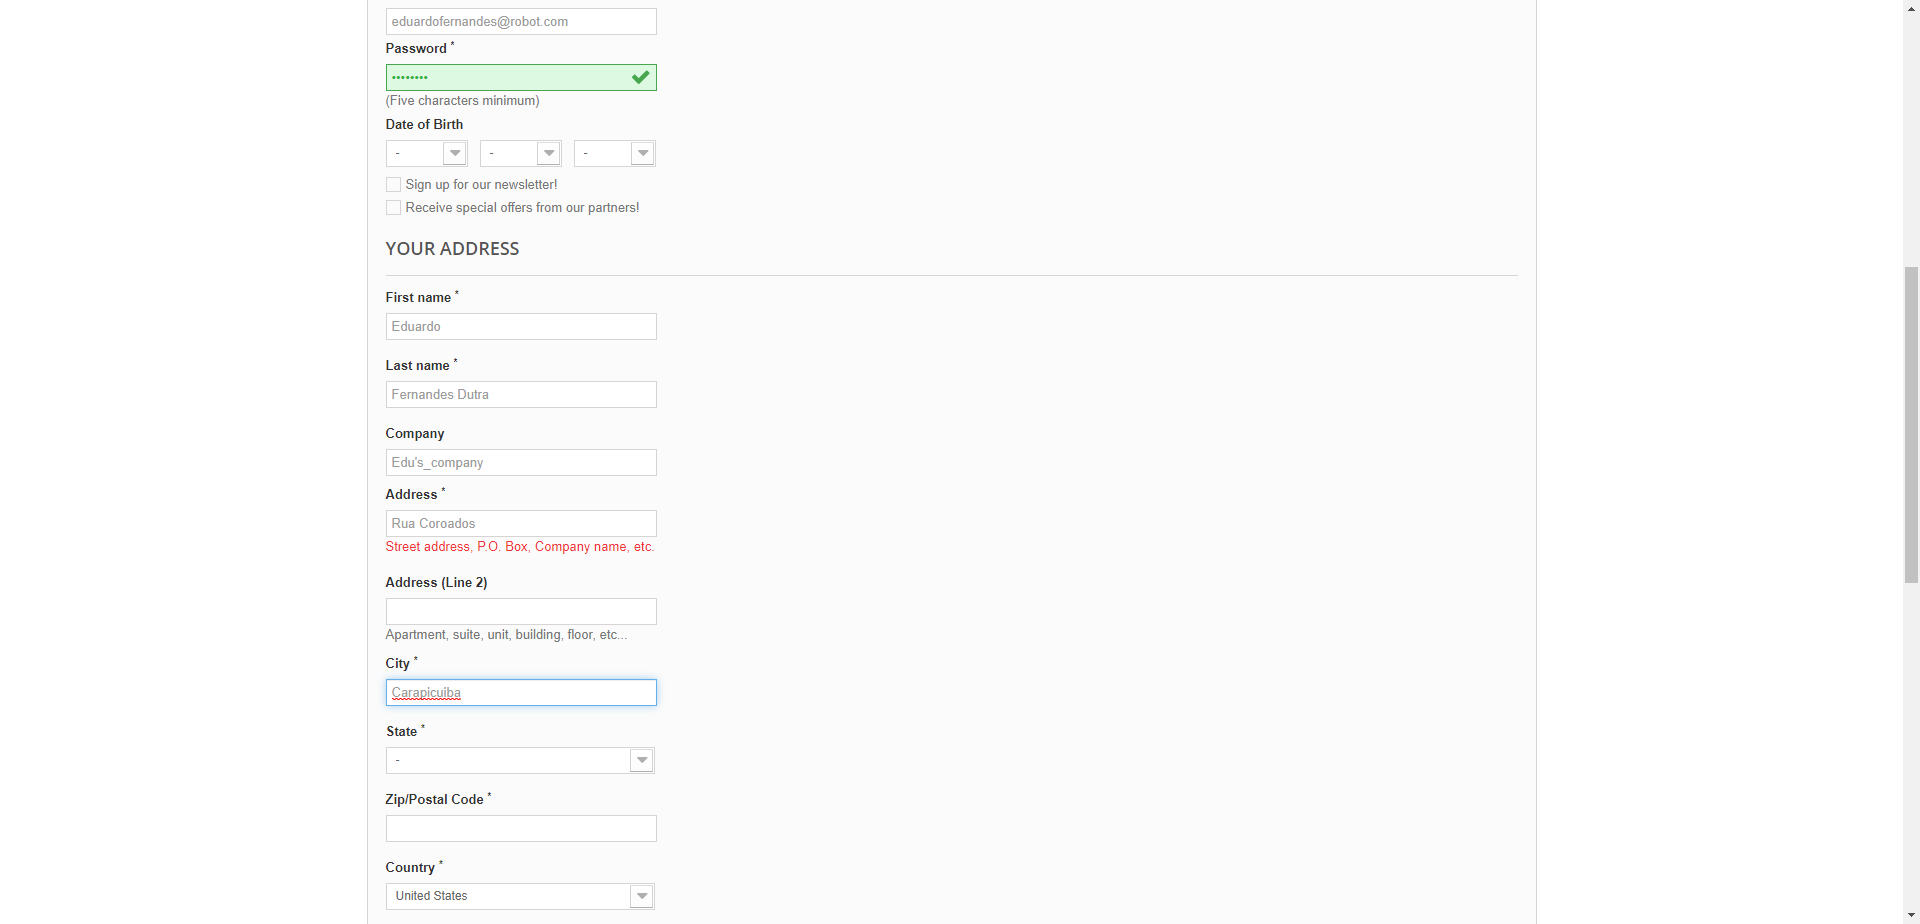 eduardofernandes@robot.com
Password *
••••••••
(Five characters minimum)
Date of Birth
- - -
Sign up for our newsletter!
Receive special offers from our partners!
YOUR ADDRESS
First name *
Eduardo
Last name *
Fernandes Dutra
Company
Edu's_company
Address *
Rua Coroados
Street address, P.O. Box, Company name, etc.
Address (Line 2)
Apartment, suite, unit, building, floor, etc...
City *
Carapicuiba
State *
-
Zip/Postal Code *
Country *
United States